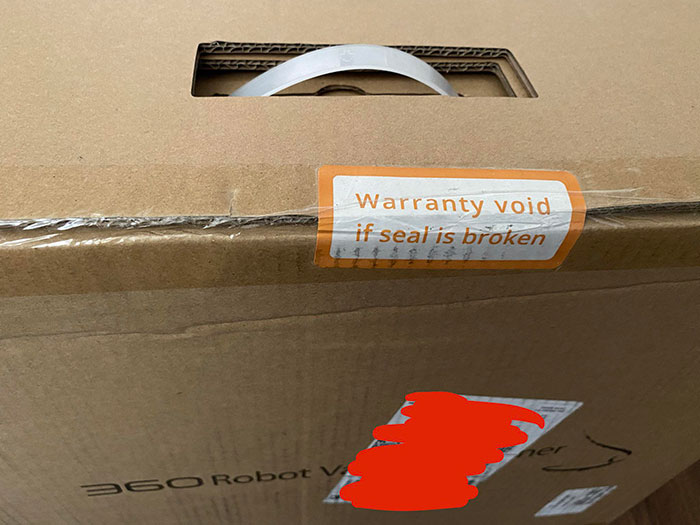 Warranty void
if seal is broken
360 Robot